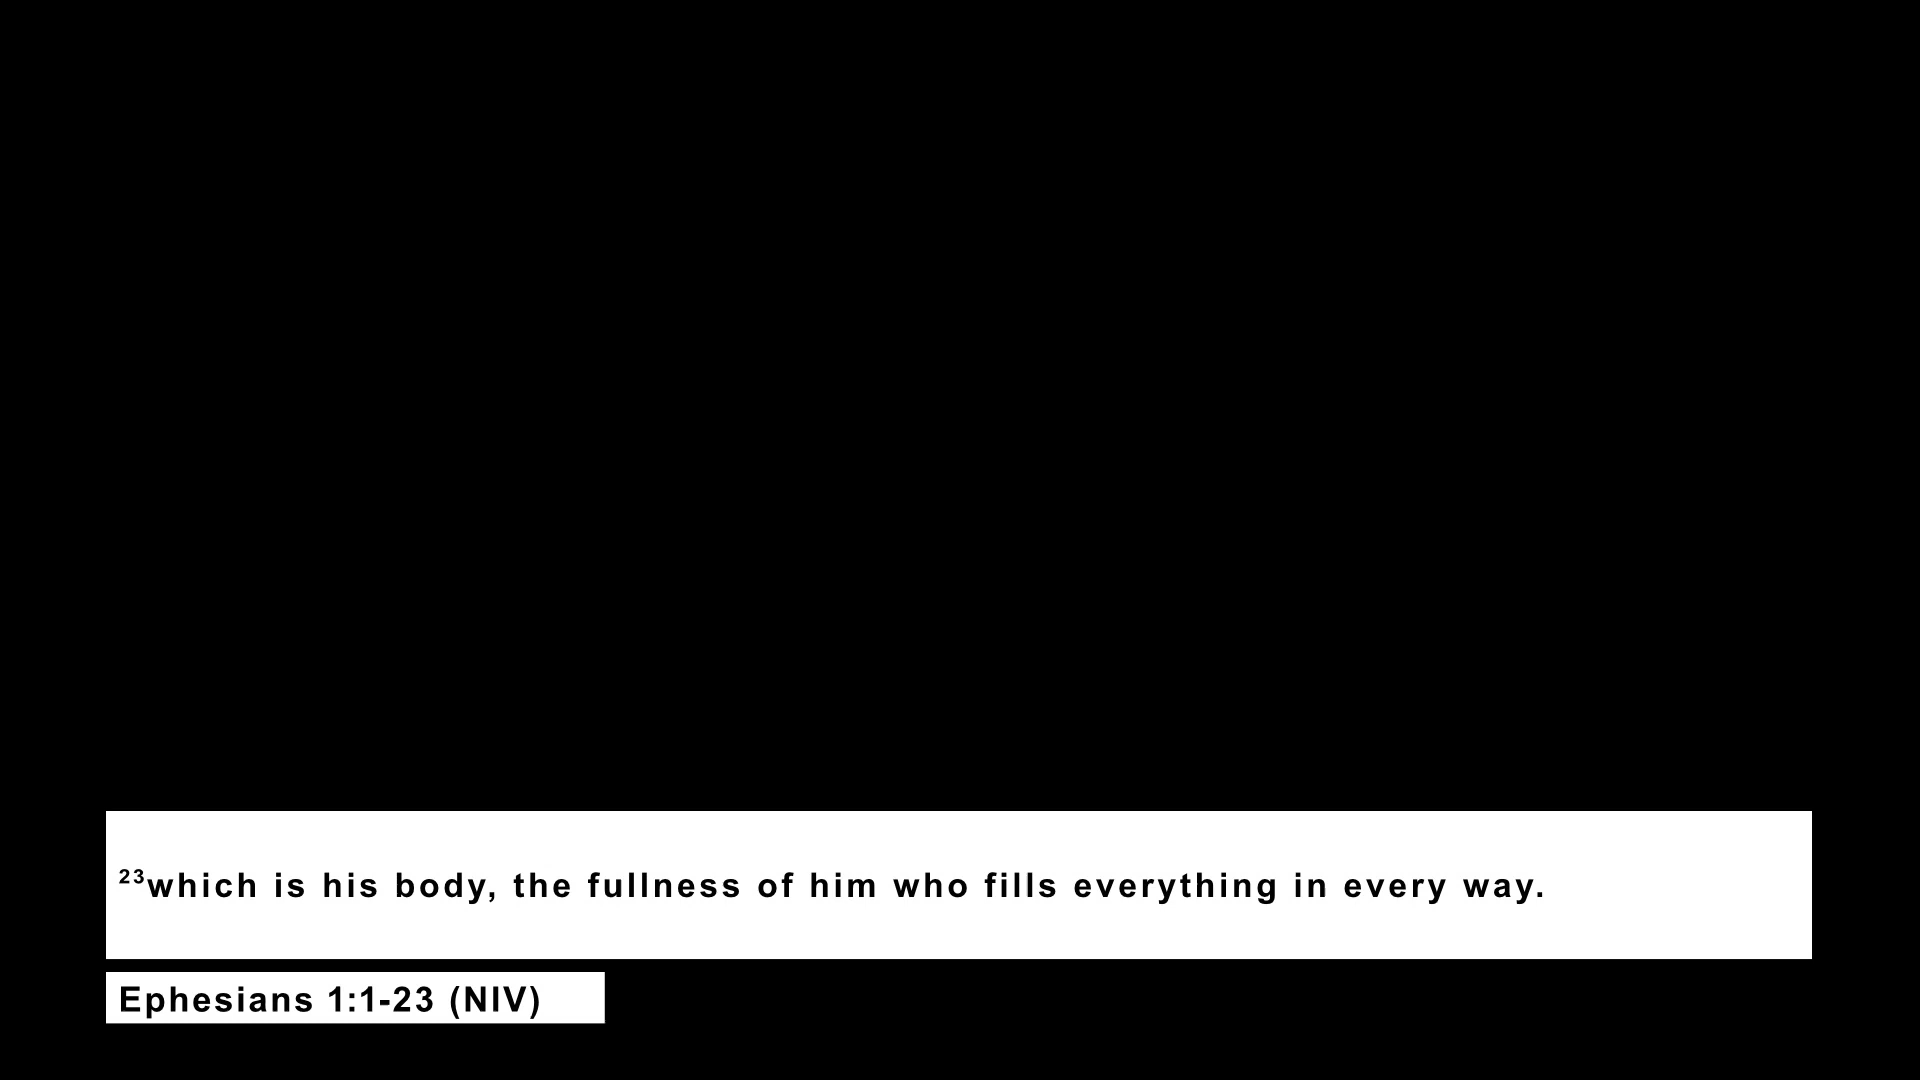 ²³which is his body, the fullness of him who fills everything in every way.
Ephesians 1:1-23 (NIV)